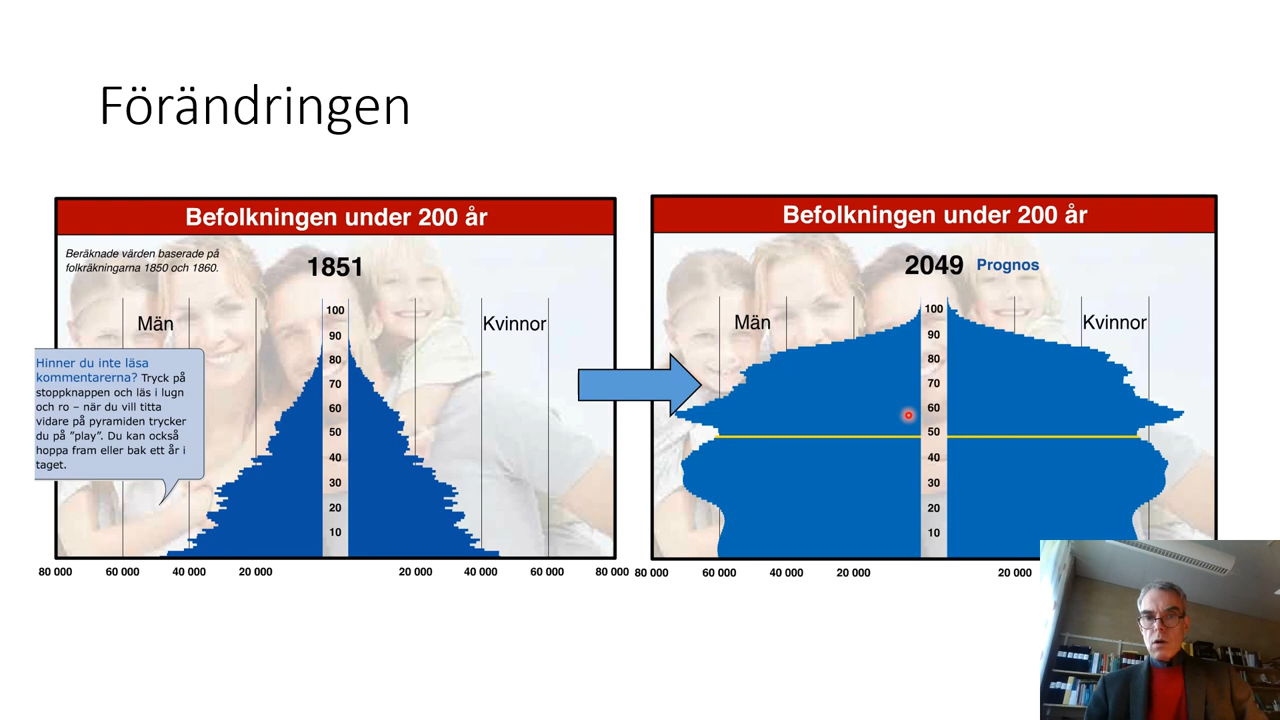 Förändringen
Befolkningen under 200 år
Beräknade värden baserade på
folkräkningarna 1850 och 1860.
1851
Män
Kvinnor
Hinner du inte läsa
kommentarerna? Tryck på
stoppknappen och läs i lugn
och ro – när du vill titta
vidare på pyramiden trycker
du på ”play”. Du kan också
hoppa fram eller bak ett år i
taget.
100
90
80
70
60
50
40
30
20
10
80 000 60 000 40 000 20 000 20 000 40 000 60 000 80 000
Befolkningen under 200 år
2049 Prognos
Män
Kvinnor
100
90
80
70
60
50
40
30
20
10
80 000 60 000 40 000 20 000 20 000